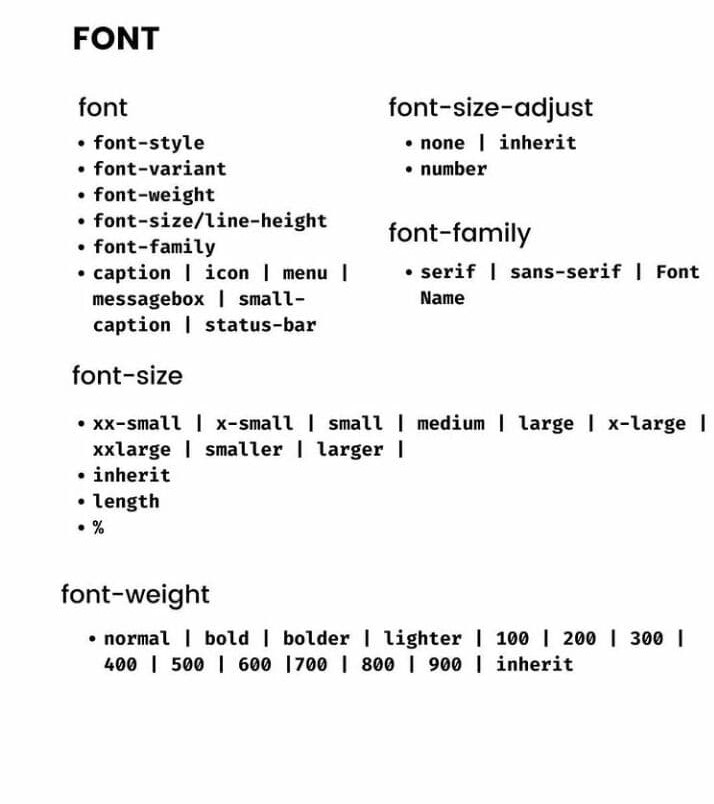 FONT
font
• font-style
• font-variant
• font-weight
• font-size/line-height
• font-family
• caption | icon | menu |
messagebox | small-
caption | status-bar
font-size-adjust
• none | inherit
• number
font-family
• serif | sans-serif | Font
Name
font-size
• xx-small | x-small | small | medium | large | x-large |
xxlarge | smaller | larger |
• inherit
• length
• %
font-weight
• normal | bold | bolder | lighter | 100 | 200 | 300 |
400 | 500 | 600 |700 | 800 | 900 | inherit